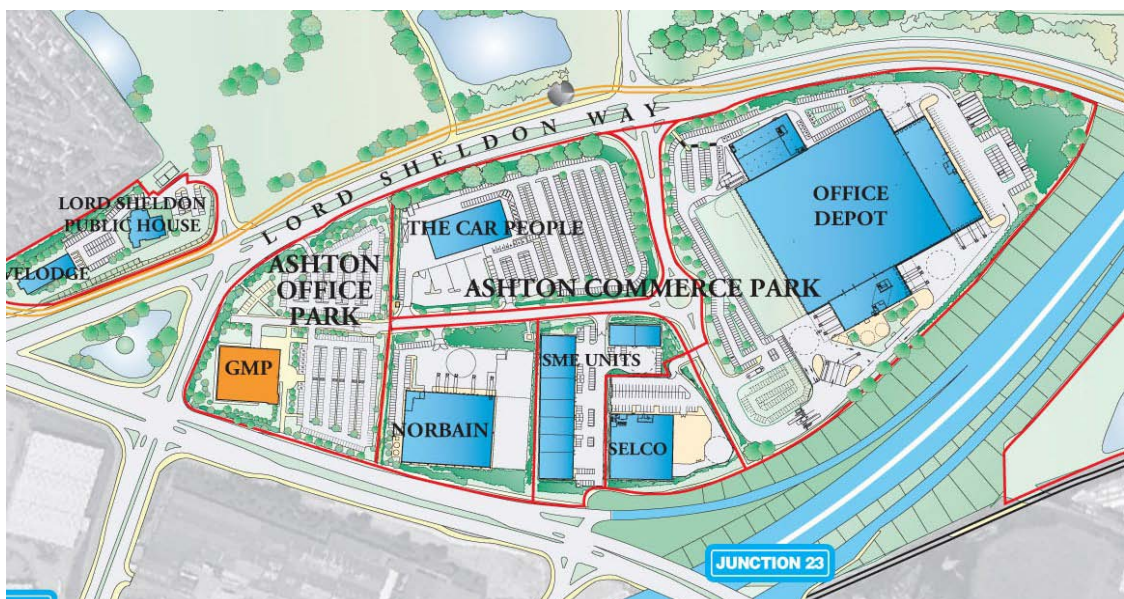 LORD SHELDON WAY
LORD SHELDON
PUBLIC HOUSE
VELODGE
THE CAR PEOPLE
OFFICE
DEPOT
ASHTON
OFFICE
PARK
ASHTON COMMERCE PARK
GMP
SME UNITS
NORBAIN
SELCO
JUNCTION 23